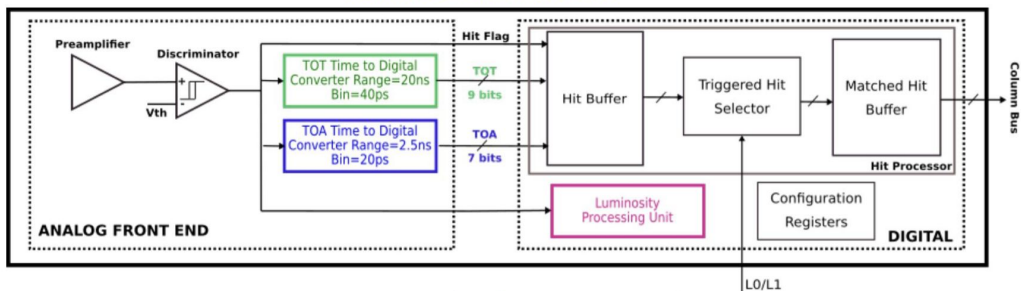 Preamplifier
Discriminator
+
-
Vth
TOT Time to Digital
Converter Range=20ns
Bin=40ps
TOA Time to Digital
Converter Range=2.5ns
Bin=20ps
ANALOG FRONT END
Hit Flag
TOT
9 bits
TOA
7 bits
Hit Buffer
Triggered Hit
Selector
Matched Hit
Buffer
Hit Processor
Luminosity
Processing Unit
Configuration
Registers
DIGITAL
L0/L1
Column Bus